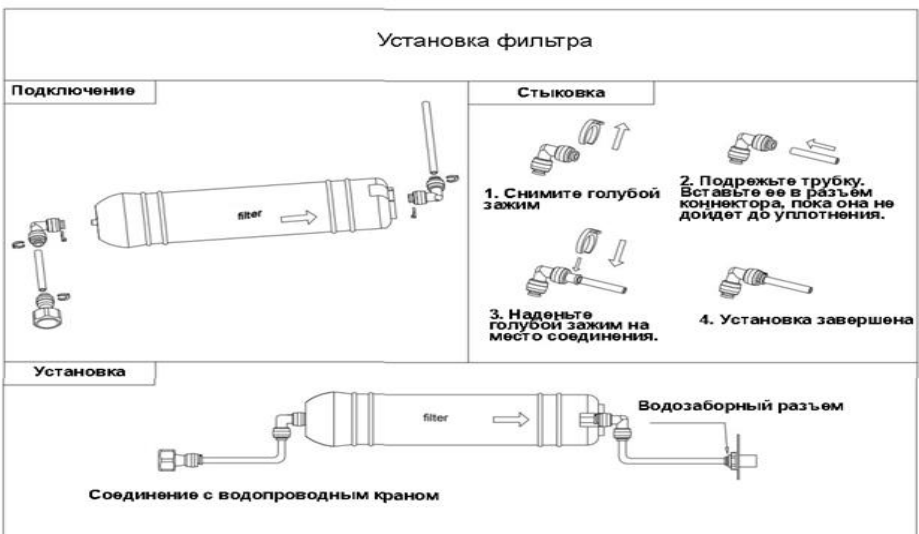 Установка фильтра
Подключение
filter
Стыковка
1. Снимите голубой
зажим
2. Подрежьте трубку.
Вставьте ее в разъем
коннектора, пока она не
дойдет до уплотнения.
3. Наденьте
голубой зажим на
место соединения.
4. Установка завершена
Установка
filter
Водозаборный разъем
Соединение с водопроводным краном